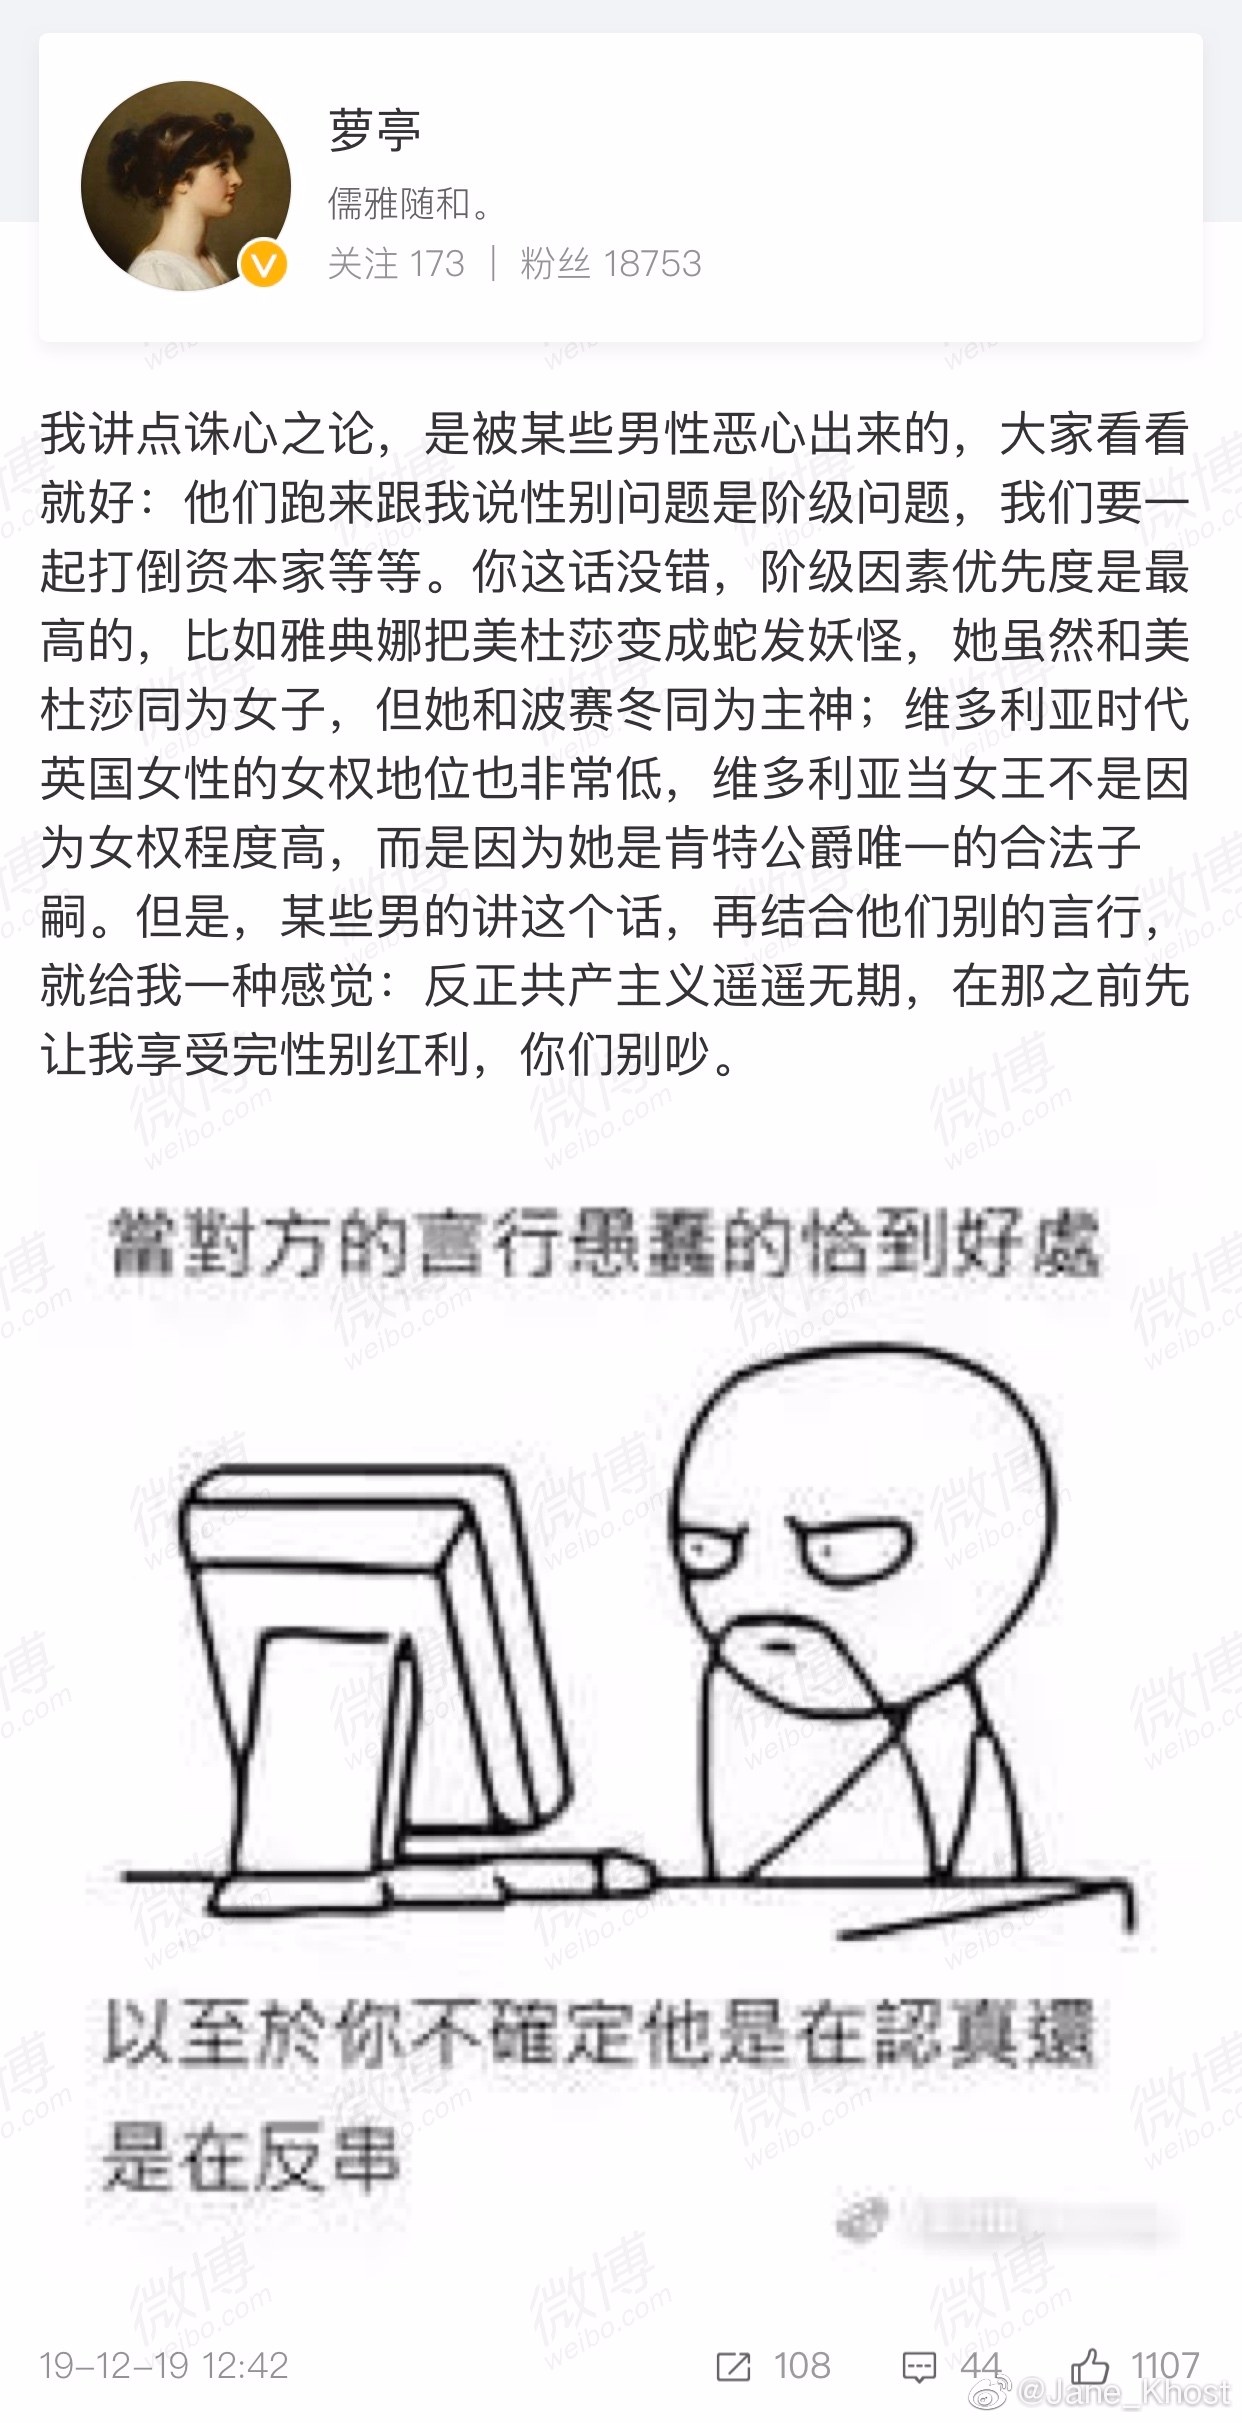 萝亭
儒雅随和。
关注 173 | 粉丝 18753
我讲点诛心之论，是被某些男性恶心出来的，大家看看
就好：他们跑来跟我说性别问题是阶级问题，我们要一
起打倒资本家等等。你这话没错，阶级因素优先度是最
高的，比如雅典娜把美杜莎变成蛇发妖怪，她虽然和美
杜莎同为女子，但她和波赛冬同为主神；维多利亚时代
英国女性的女权地位也非常低，维多利亚当女王不是因
为女权程度高，而是因为她是肯特公爵唯一的合法子
嗣。但是，某些男的讲这个话，再结合他们别的言行，
就给我一种感觉：反正共产主义遥遥无期，在那之前先
让我享受完性别红利，你们别吵。
當對方的言行愚蠢的恰到好處
以至於你不確定他是在認真還
是在反串
19-12-19 12:42
108
44
1107
@Jane_Khost
微博
weibo.com